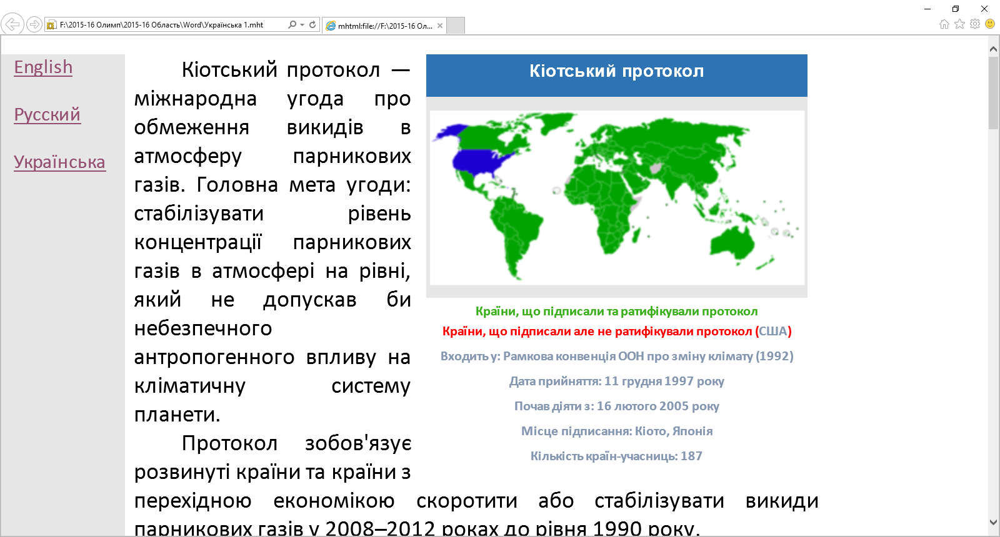 F:\2015-16 Олимп\2015-16 Область\Word\Українська 1.mht
mhtml:file://F:\2015-16 Ол...
English
Русский
Українська
Кіотський протокол —
міжнародна угода про
обмеження викидів в
атмосферу парникових
газів. Головна мета угоди:
стабілізувати рівень
концентрації парникових
газів в атмосфері на рівні,
який не допускав би
небезпечного
антропогенного впливу на
кліматичну систему
планети.
Протокол зобов'язує
розвинуті країни та країни з
перехідною економікою скоротити або стабілізувати викиди
парникових газів у 2008–2012 роках до рівня 1990 року.
Кіотський протокол
Країни, що підписали та ратифікували протокол
Країни, що підписали але не ратифікували протокол (США)
Входить у: Рамкова конвенція ООН про зміну клімату (1992)
Дата прийняття: 11 грудня 1997 року
Почав діяти з: 16 лютого 2005 року
Місце підписання: Кіото, Японія
Кількість країн-учасниць: 187